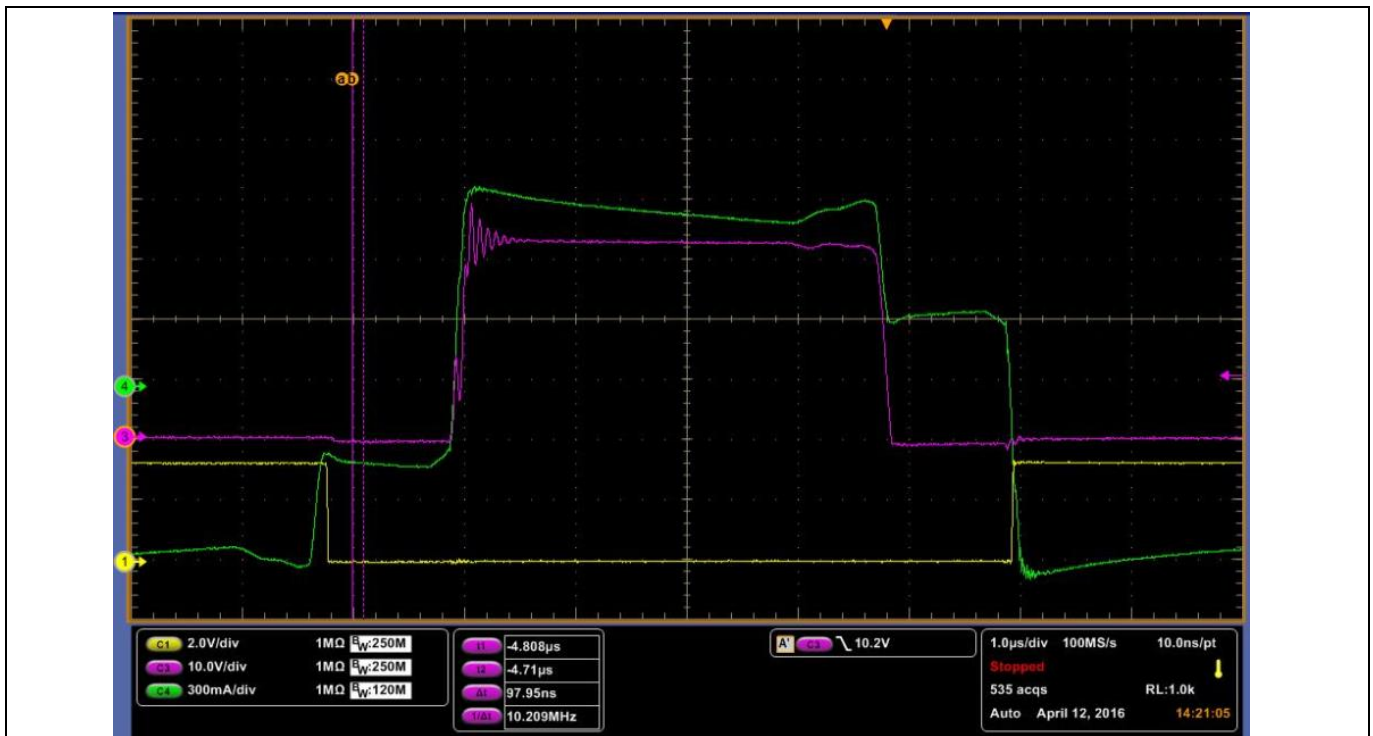 a b
4
3
1
C1 2.0V/div 1MΩ BW:250M
C3 10.0V/div 1MΩ BW:250M
C4 300mA/div 1MΩ BW:120M
t1 -4.808µs
t2 -4.71µs
Δt 97.95ns
1/Δt 10.209MHz
A' C3 10.2V
1.0µs/div 100MS/s 10.0ns/pt
Stopped
535 acqs RL:1.0k
Auto April 12, 2016 14:21:05